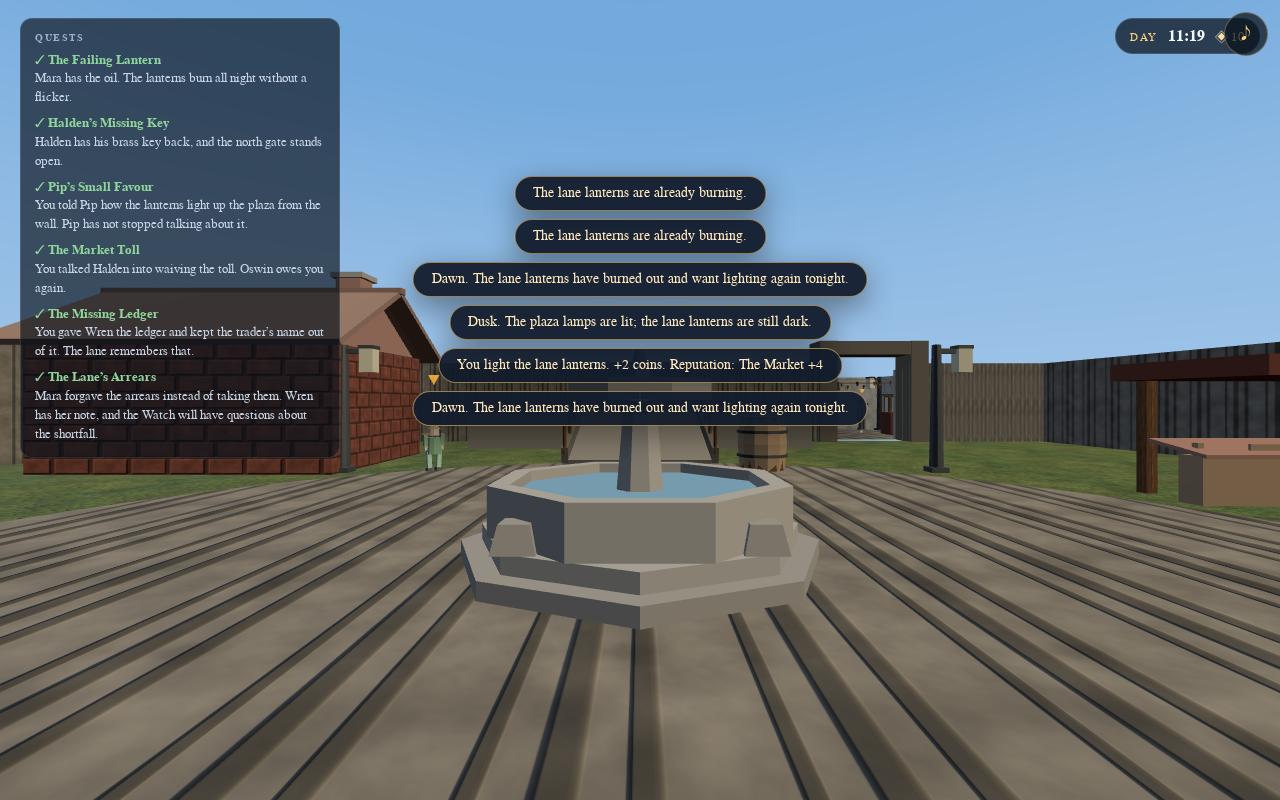 QUESTS
✓ The Failing Lantern
Mara has the oil. The lanterns burn all night without a
flicker.
✓ Halden's Missing Key
Halden has his brass key back, and the north gate stands
open.
✓ Pip's Small Favour
You told Pip how the lanterns light up the plaza from the
wall. Pip has not stopped talking about it.
✓ The Market Toll
You talked Halden into waiving the toll. Oswin owes you
again.
✓ The Missing Ledger
You gave Wren the ledger and kept the trader's name out
of it. The lane remembers that.
✓ The Lane's Arrears
Mara forgave the arrears instead of taking them. Wren
has her note, and the Watch will have questions about
the shortfall.
DAY 11:19
The lane lanterns are already burning.
The lane lanterns are already burning.
Dawn. The lane lanterns have burned out and want lighting again tonight.
Dusk. The plaza lamps are lit; the lane lanterns are still dark.
You light the lane lanterns. +2 coins. Reputation: The Market +4
Dawn. The lane lanterns have burned out and want lighting again tonight.